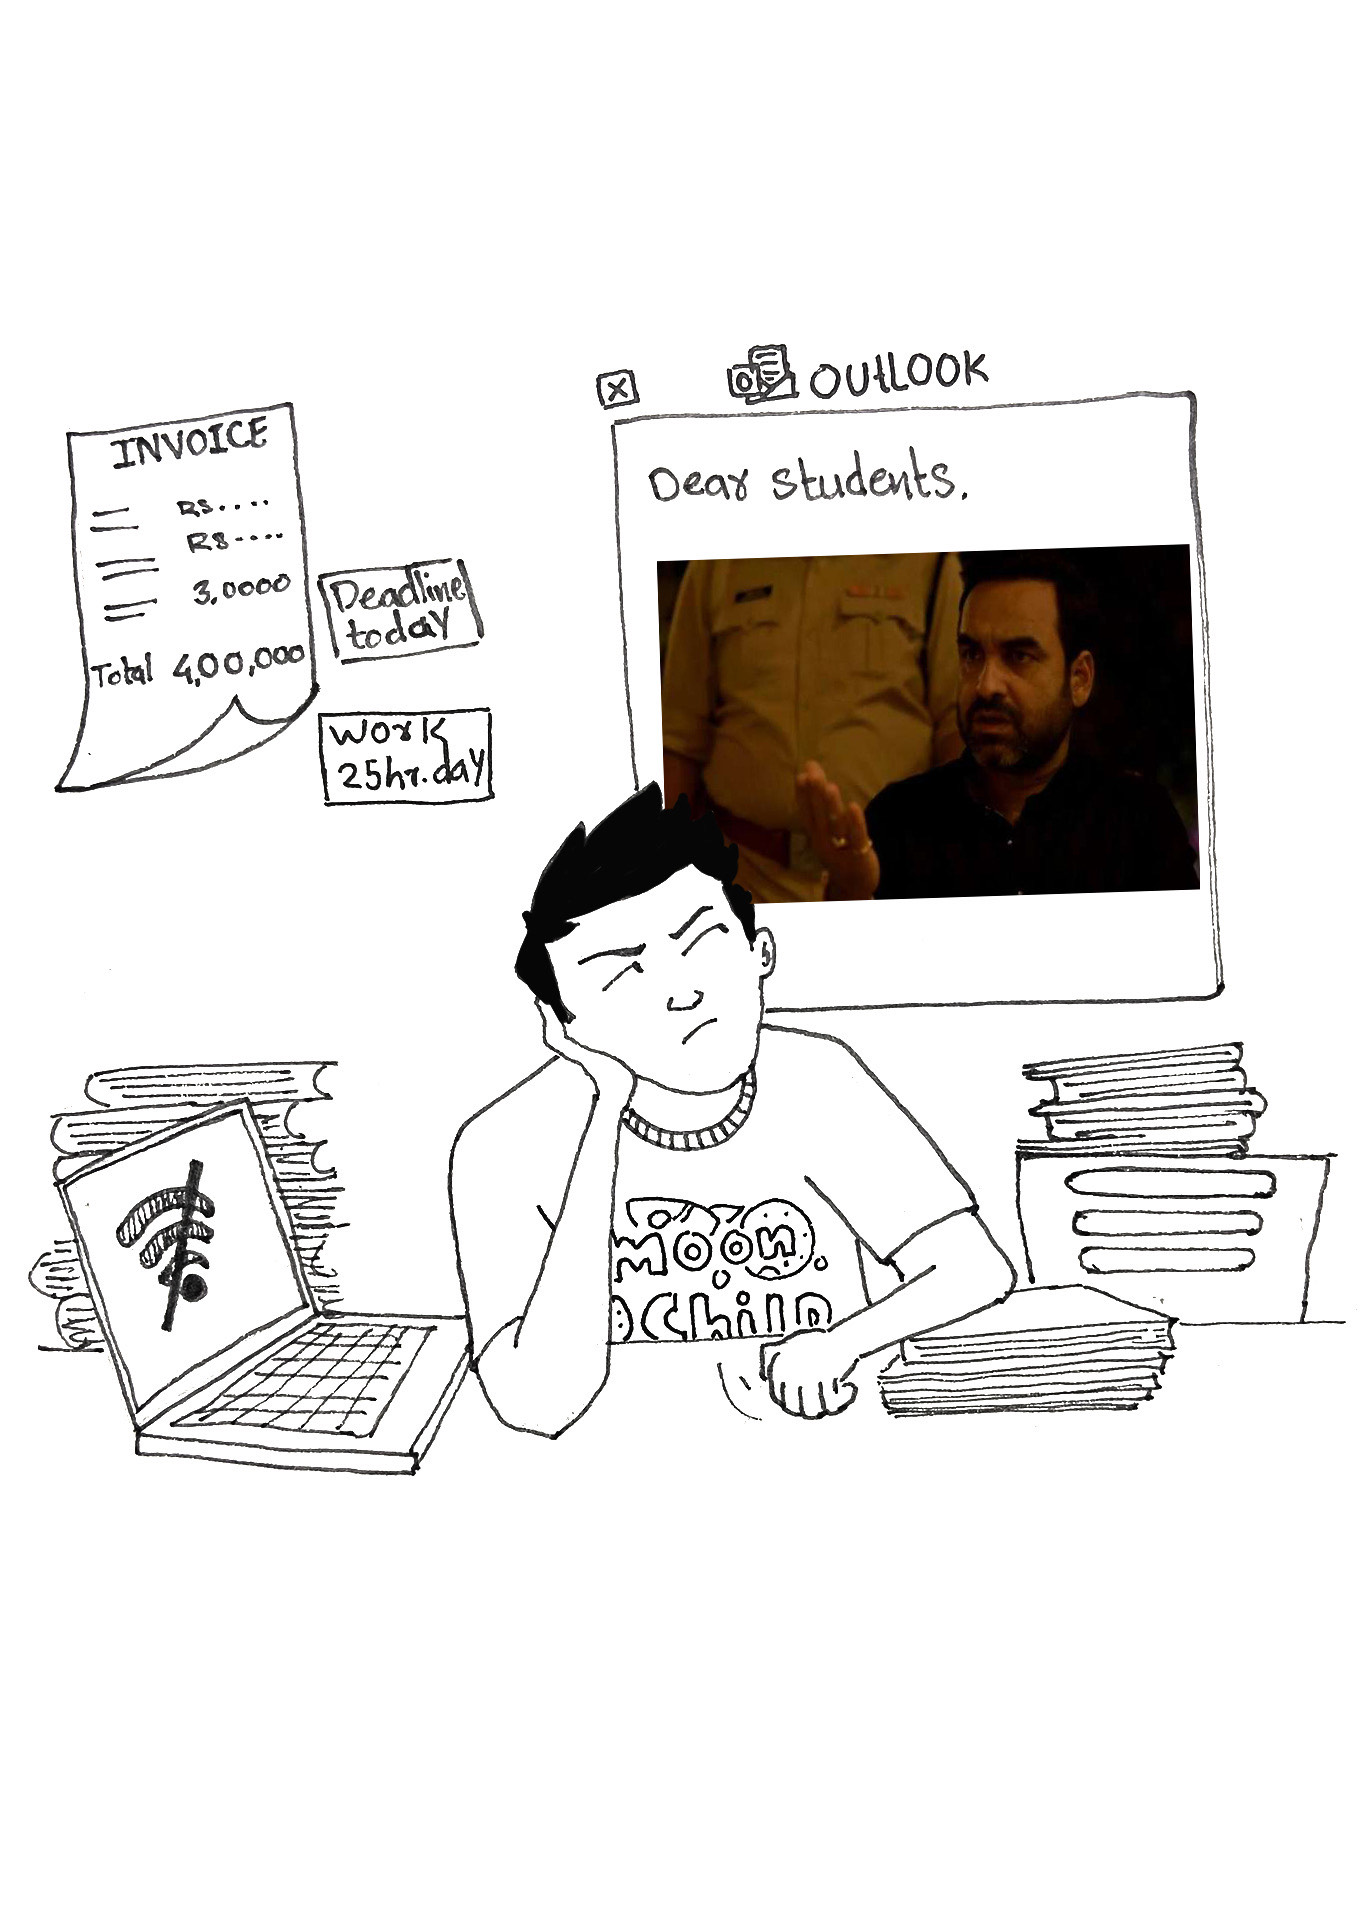 INVOICE
RS....
RS....
3,0000
Total 4,00,000
Deadline
today
Work
25hr.day
OUtLOOK
Dear students.
moon
Child